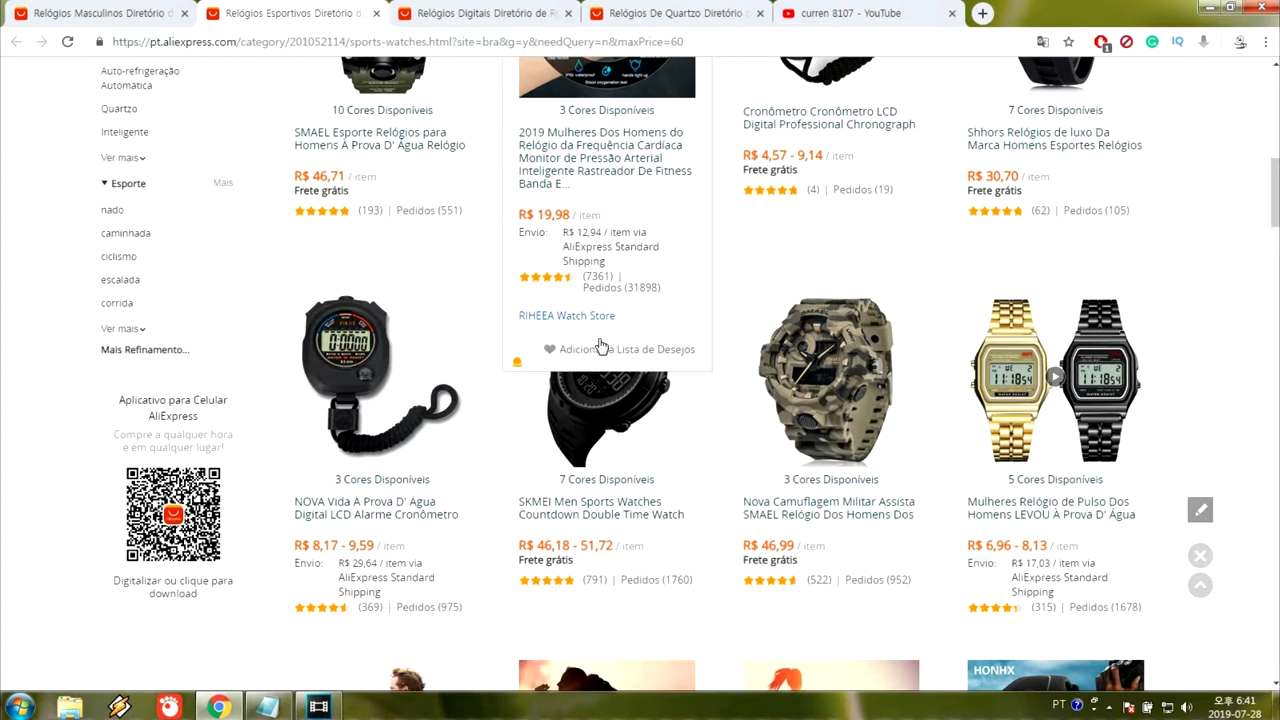 Relógios Masculinos Diretório d
Relógios Esportivos Diretório d
Relógios Digitais Diretório de R
Relógios De Quartzo Diretório
curren 8107 - YouTube
https://pt.aliexpress.com/category/201052114/sports-watches.html?site=bra&g=y&needQuery=n&maxPrice=60
Auto-refrigeração
Automática
Quartzo
Inteligente
Ver mais
Esporte
Mais
nado
caminhada
ciclismo
escalada
corrida
Ver mais
Mais Refinamento...
Aplicativo para Celular
AliExpress
Compre a qualquer hora
e em qualquer lugar!
Digitalizar ou clique para
download
10 Cores Disponíveis
SMAEL Esporte Relógios para
Homens À Prova D' Água Relógio
R$ 46,71 / item
Frete grátis
(193) | Pedidos (551)
3 Cores Disponíveis
2019 Mulheres Dos Homens do
Relógio da Frequência Cardíaca
Monitor de Pressão Arterial
Inteligente Rastreador De Fitness
Banda E...
R$ 19,98 / item
Envio: R$ 12,94 / item via
AliExpress Standard
Shipping
(7361) |
Pedidos (31898)
RIHEEA Watch Store
Lista de Desejos
Cronômetro Cronômetro LCD
Digital Professional Chronograph
R$ 4,57 - 9,14 / item
Frete grátis
(4) | Pedidos (19)
7 Cores Disponíveis
Shhors Relógios de luxo Da
Marca Homens Esportes Relógios
R$ 30,70 / item
Frete grátis
(62) | Pedidos (105)
3 Cores Disponíveis
NOVA Vida À Prova D' Água
Digital LCD Alarme Cronômetro
R$ 8,17 - 9,59 / item
Envio: R$ 29,64 / item via
AliExpress Standard
Shipping
(369) | Pedidos (975)
7 Cores Disponíveis
SKMEI Men Sports Watches
Countdown Double Time Watch
R$ 46,18 - 51,72 / item
Frete grátis
(791) | Pedidos (1760)
SMAEL
3 Cores Disponíveis
Nova Camuflagem Militar Assista
SMAEL Relógio Dos Homens Dos
R$ 46,99 / item
Frete grátis
(522) | Pedidos (952)
11:18 54
11:18 54
5 Cores Disponíveis
Mulheres Relógio de Pulso Dos
Homens LEVOU À Prova D' Água
R$ 6,96 - 8,13 / item
Envio: R$ 17,03 / item via
AliExpress Standard
Shipping
(315) | Pedidos (1678)
HONHX
PT
오후 6:41
2019-07-28